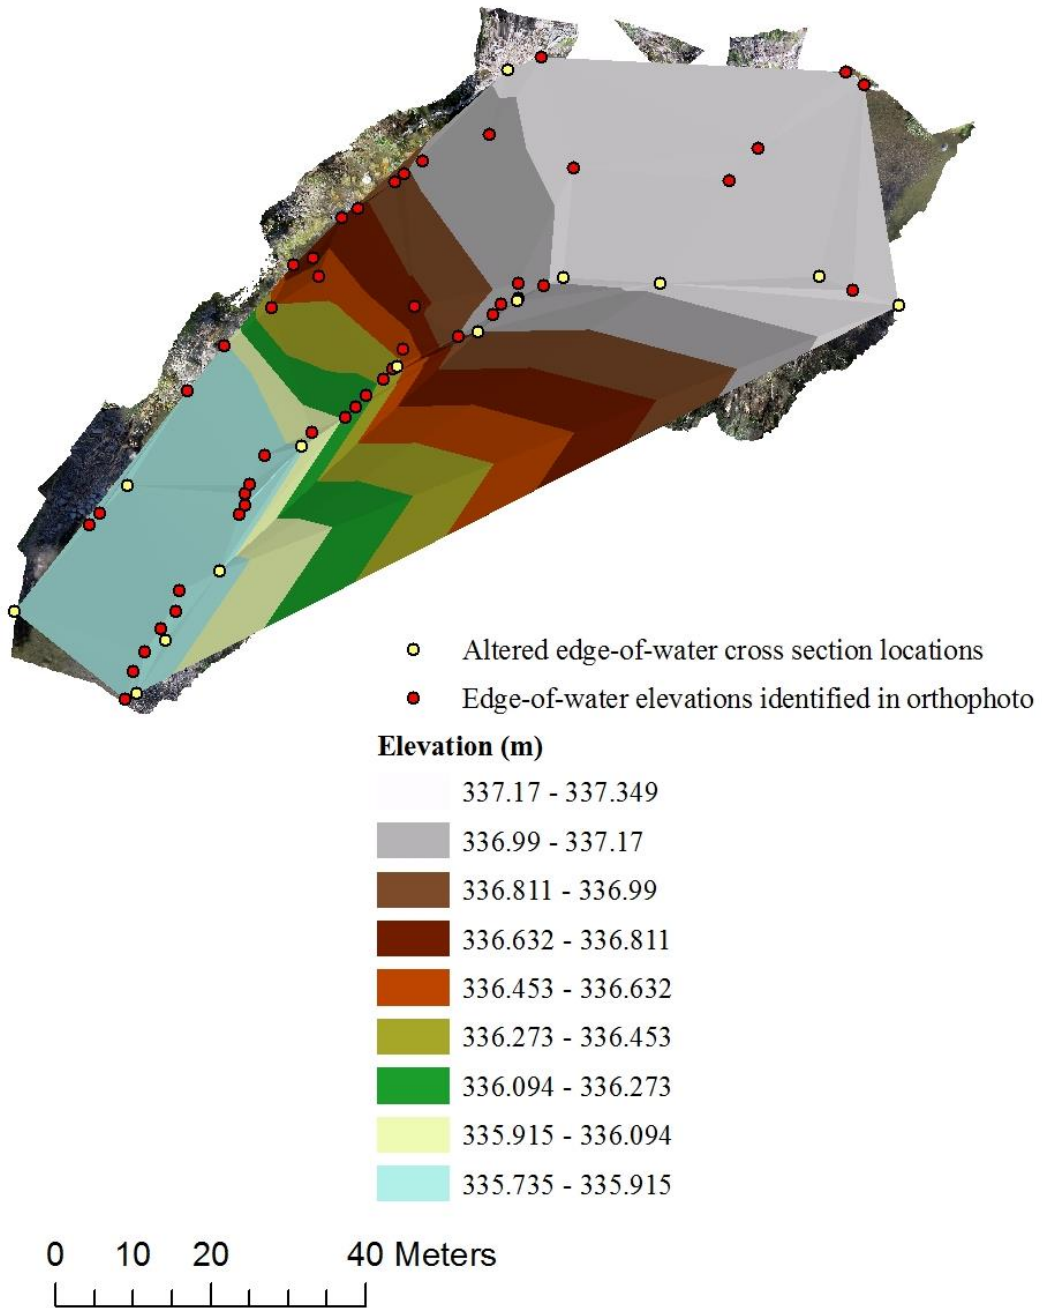 Altered edge-of-water cross section locations
Edge-of-water elevations identified in orthophoto
Elevation (m)
337.17 - 337.349
336.99 - 337.17
336.811 - 336.99
336.632 - 336.811
336.453 - 336.632
336.273 - 336.453
336.094 - 336.273
335.915 - 336.094
335.735 - 335.915
0 10 20 40 Meters